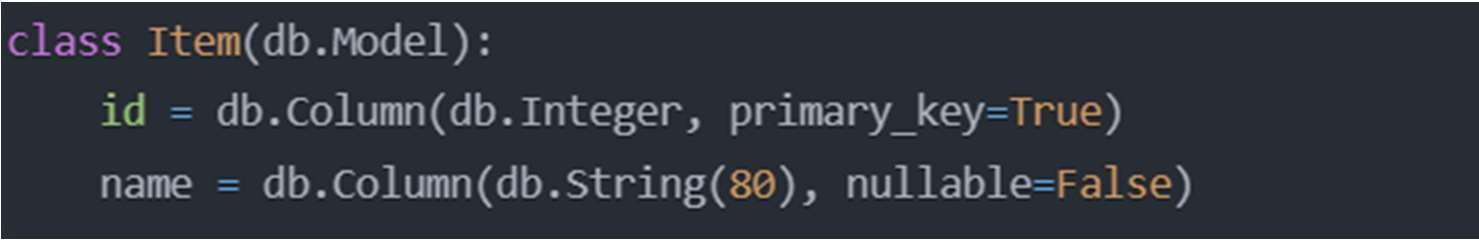 class Item(db.Model):
    id = db.Column(db.Integer, primary_key=True)
    name = db.Column(db.String(80), nullable=False)